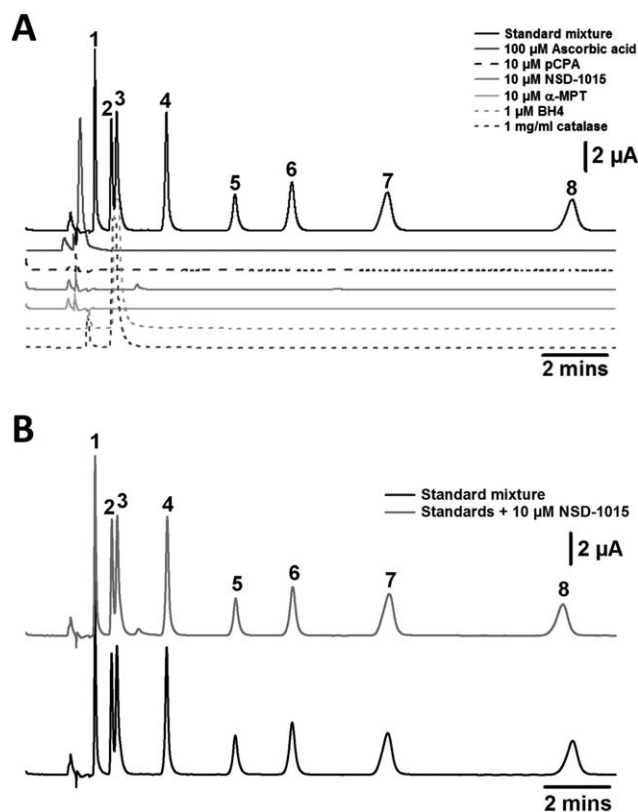 A
1
2 3 4
5 6 7 8
Standard mixture
100 µM Ascorbic acid
10 µM pCPA
10 µM NSD-1015
10 µM α-MPT
1 µM BH4
1 mg/ml catalase
2 µA
2 mins
B
1
2 3 4
5 6 7 8
Standard mixture
Standards + 10 µM NSD-1015
2 µA
2 mins